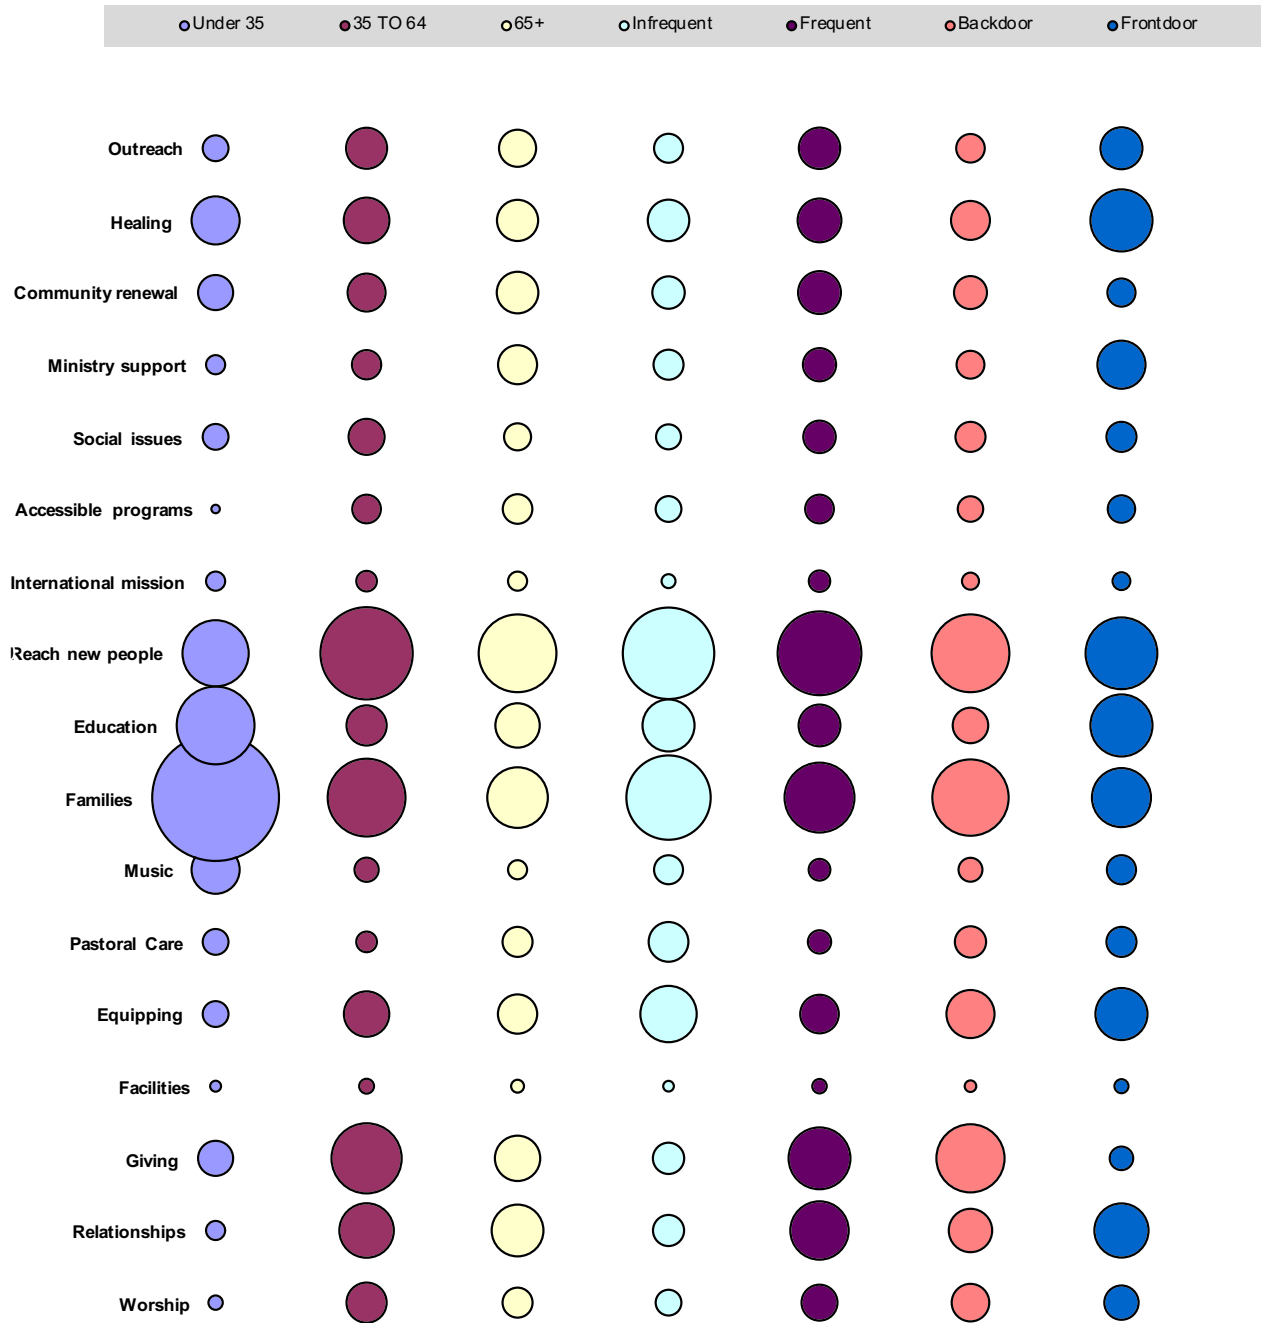 Under 35 35 TO 64 65+ Infrequent Frequent Backdoor Frontdoor
Outreach
Healing
Community renewal
Ministry support
Social issues
Accessible programs
International mission
Reach new people
Education
Families
Music
Pastoral Care
Equipping
Facilities
Giving
Relationships
Worship